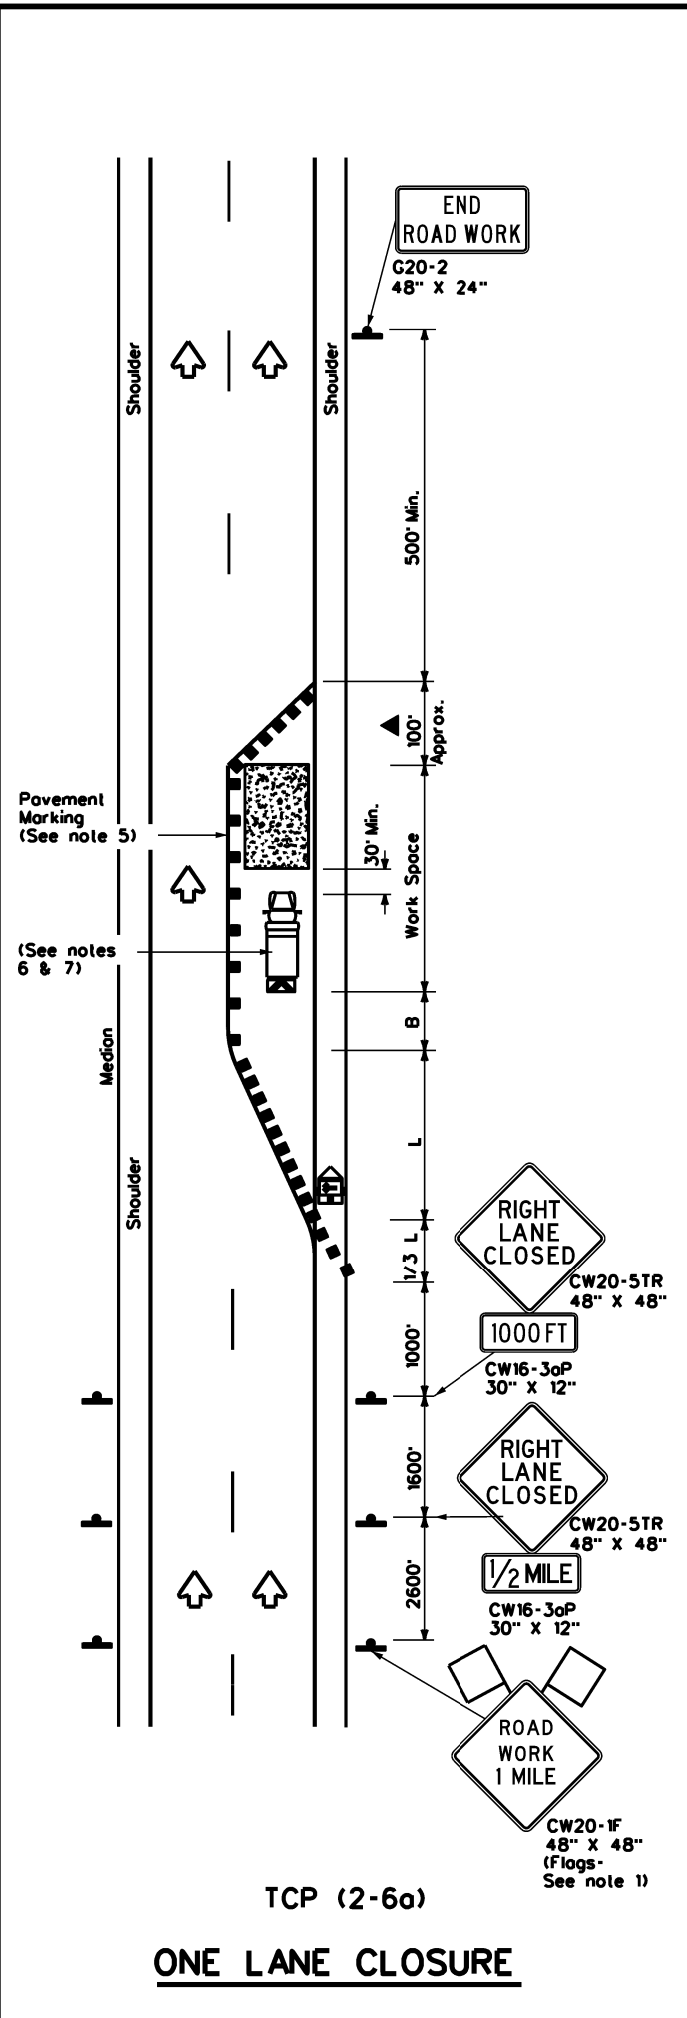 END
ROAD WORK
G20-2
48" X 24"
Shoulder
Shoulder
500' Min.
100'
Approx.
Pavement
Marking
(See note 5)
30' Min.
Work Space
(See notes
6 & 7)
B
Median
L
Shoulder
RIGHT
LANE
CLOSED
1/3 L
CW20-5TR
48" X 48"
1000 FT
1000'
CW16-3aP
30" X 12"
RIGHT
LANE
CLOSED
1600'
CW20-5TR
48" X 48"
1/2 MILE
2600'
CW16-3aP
30" X 12"
ROAD
WORK
1 MILE
CW20-1F
48" X 48"
(Flags-
See note 1)
TCP (2-6a)
ONE LANE CLOSURE